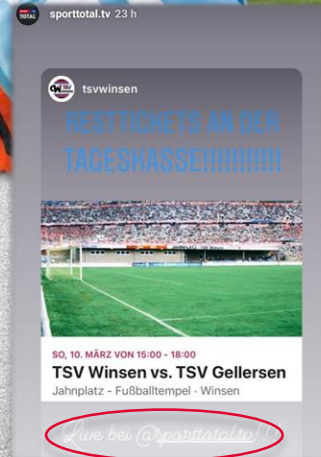 sporttotal.tv 23 h
tsvwinsen
RESTTICKETS AN DER
TAGESKASSE!!!!!!!!!!!
SO, 10. MÄRZ VON 15:00 - 18:00
TSV Winsen vs. TSV Gellersen
Jahnplatz - Fußballtempel · Winsen
Live bei @sporttotal.tv!!